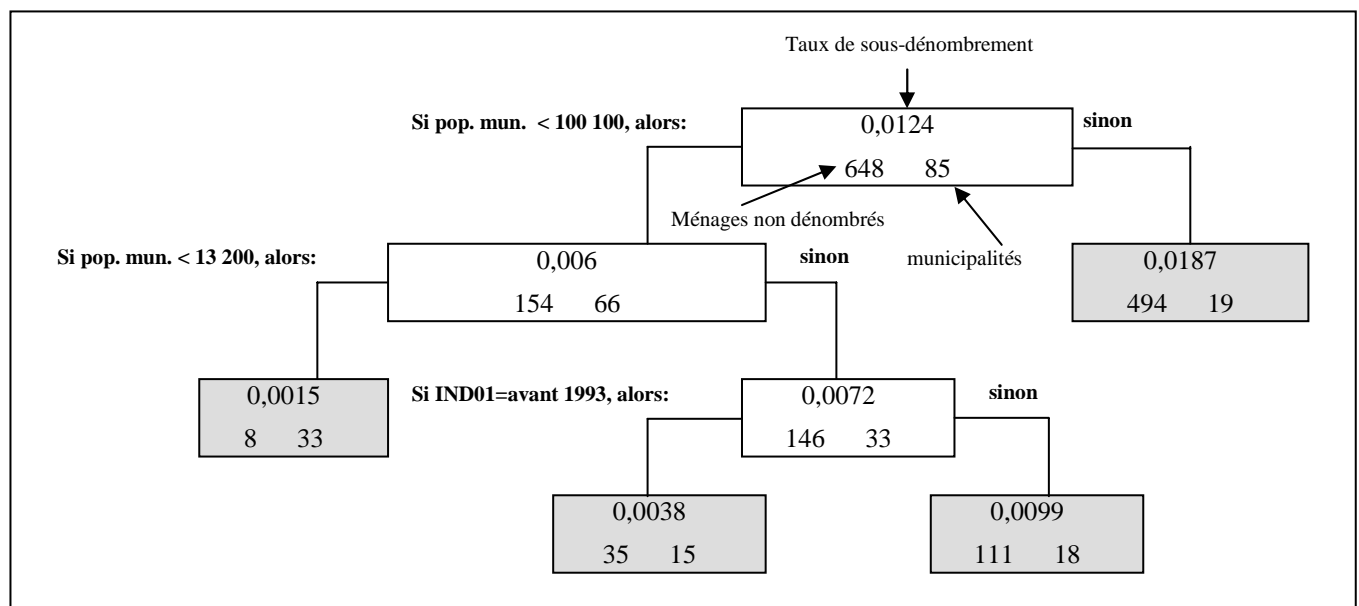 Taux de sous-dénombrement
Si pop. mun. < 100 100, alors:
0,0124
sinon
648 85
Ménages non dénombrés
municipalités
Si pop. mun. < 13 200, alors:
0,006
sinon
154 66
0,0187
494 19
0,0015
8 33
Si IND01=avant 1993, alors:
0,0072
sinon
146 33
0,0038
35 15
0,0099
111 18